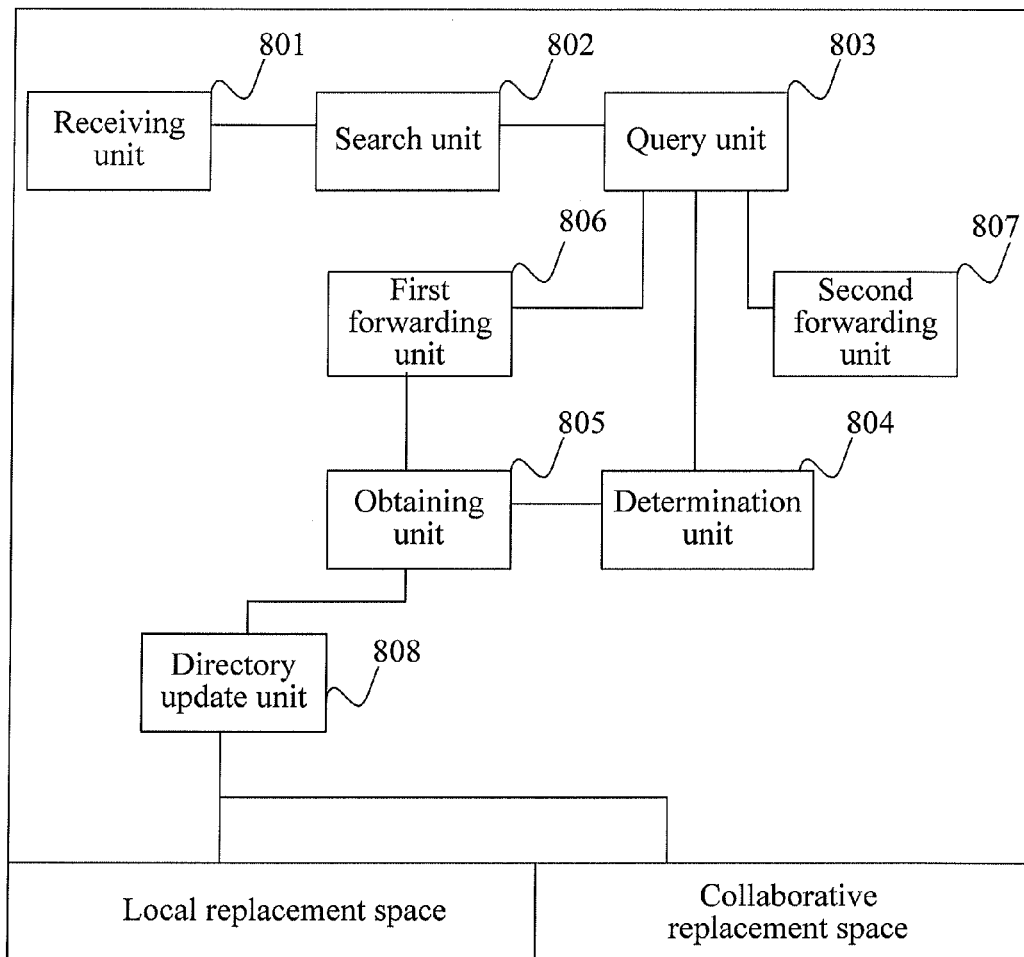 801
802
803
Receiving
unit
Search unit
Query unit
806
807
First
forwarding
unit
Second
forwarding
unit
805
804
Obtaining
unit
Determination
unit
Directory
update unit
808
Local replacement space
Collaborative
replacement space